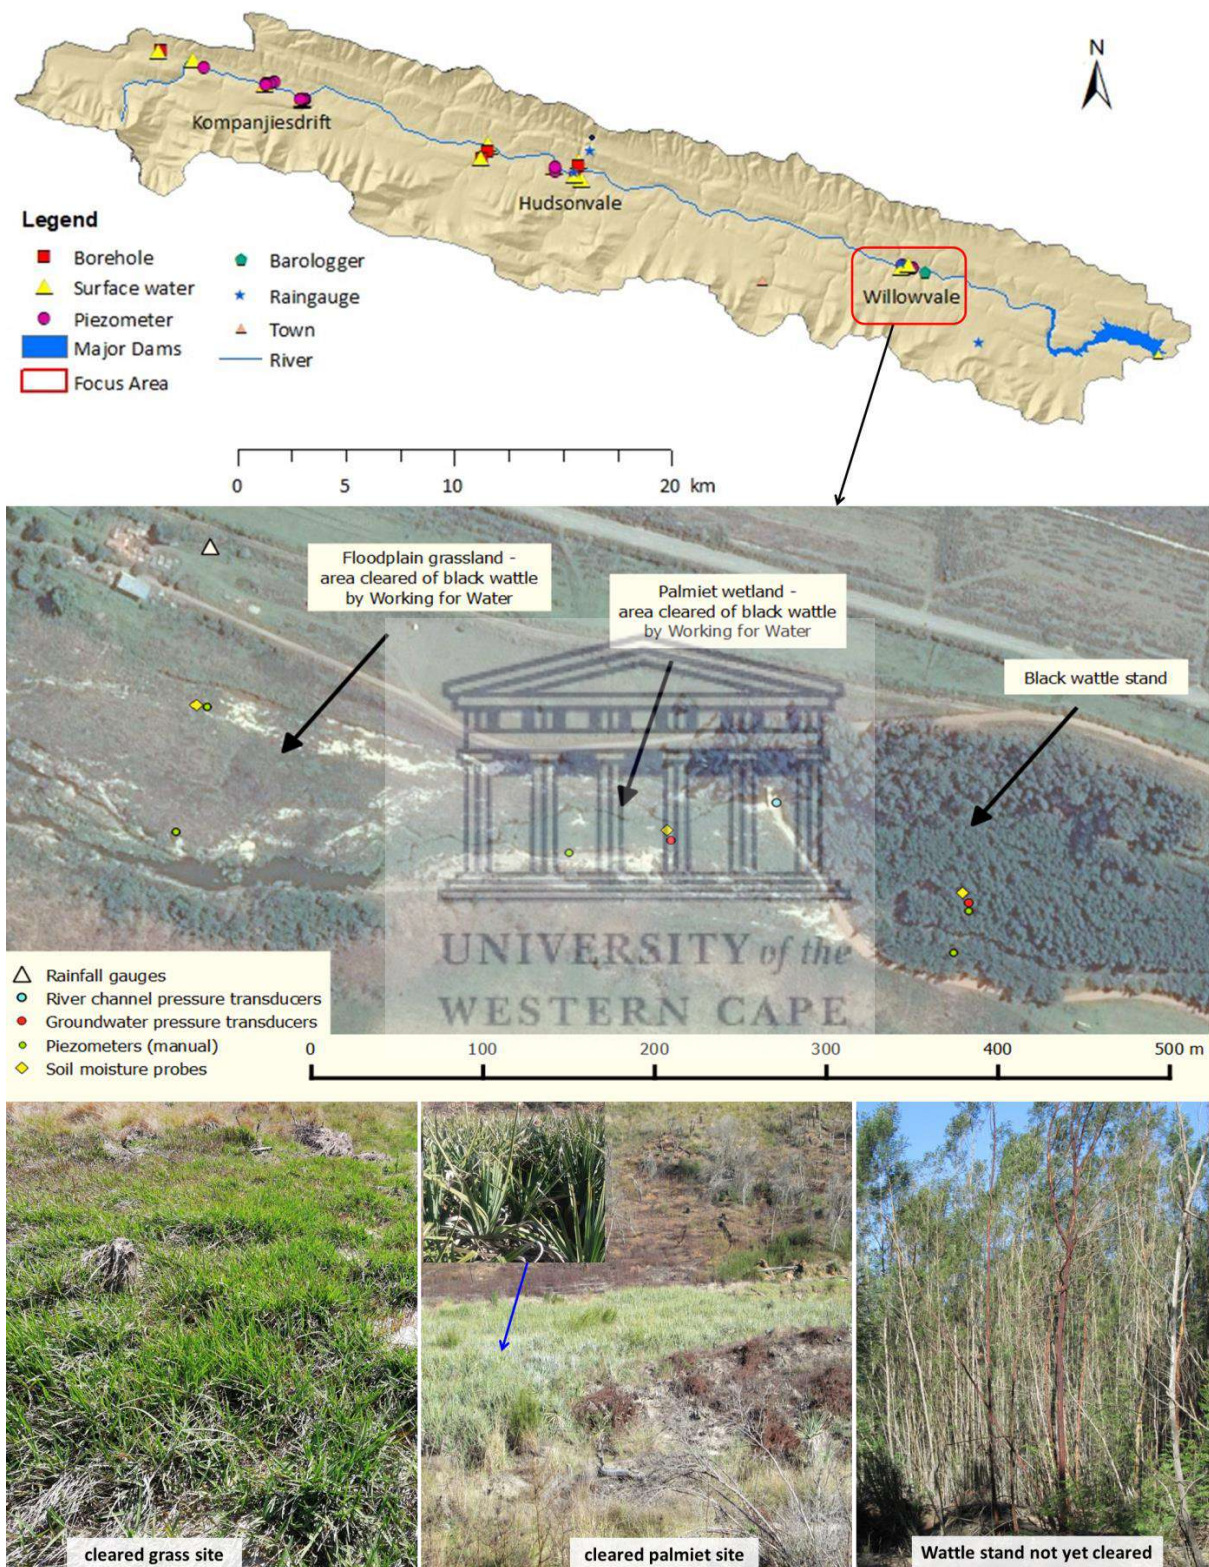 N
Kompanjiesdrift
Hudsonvale
Willowvale
Legend
Borehole
Surface water
Piezometer
Major Dams
Focus Area
Barologger
Raingauge
Town
River
0 5 10 20 km
Floodplain grassland -
area cleared of black wattle
by Working for Water
Palmiet wetland -
area cleared of black wattle
by Working for Water
Black wattle stand
UNIVERSITY of the
WESTERN CAPE
Rainfall gauges
River channel pressure transducers
Groundwater pressure transducers
Piezometers (manual)
Soil moisture probes
0 100 200 300 400 500 m
cleared grass site
cleared palmiet site
Wattle stand not yet cleared